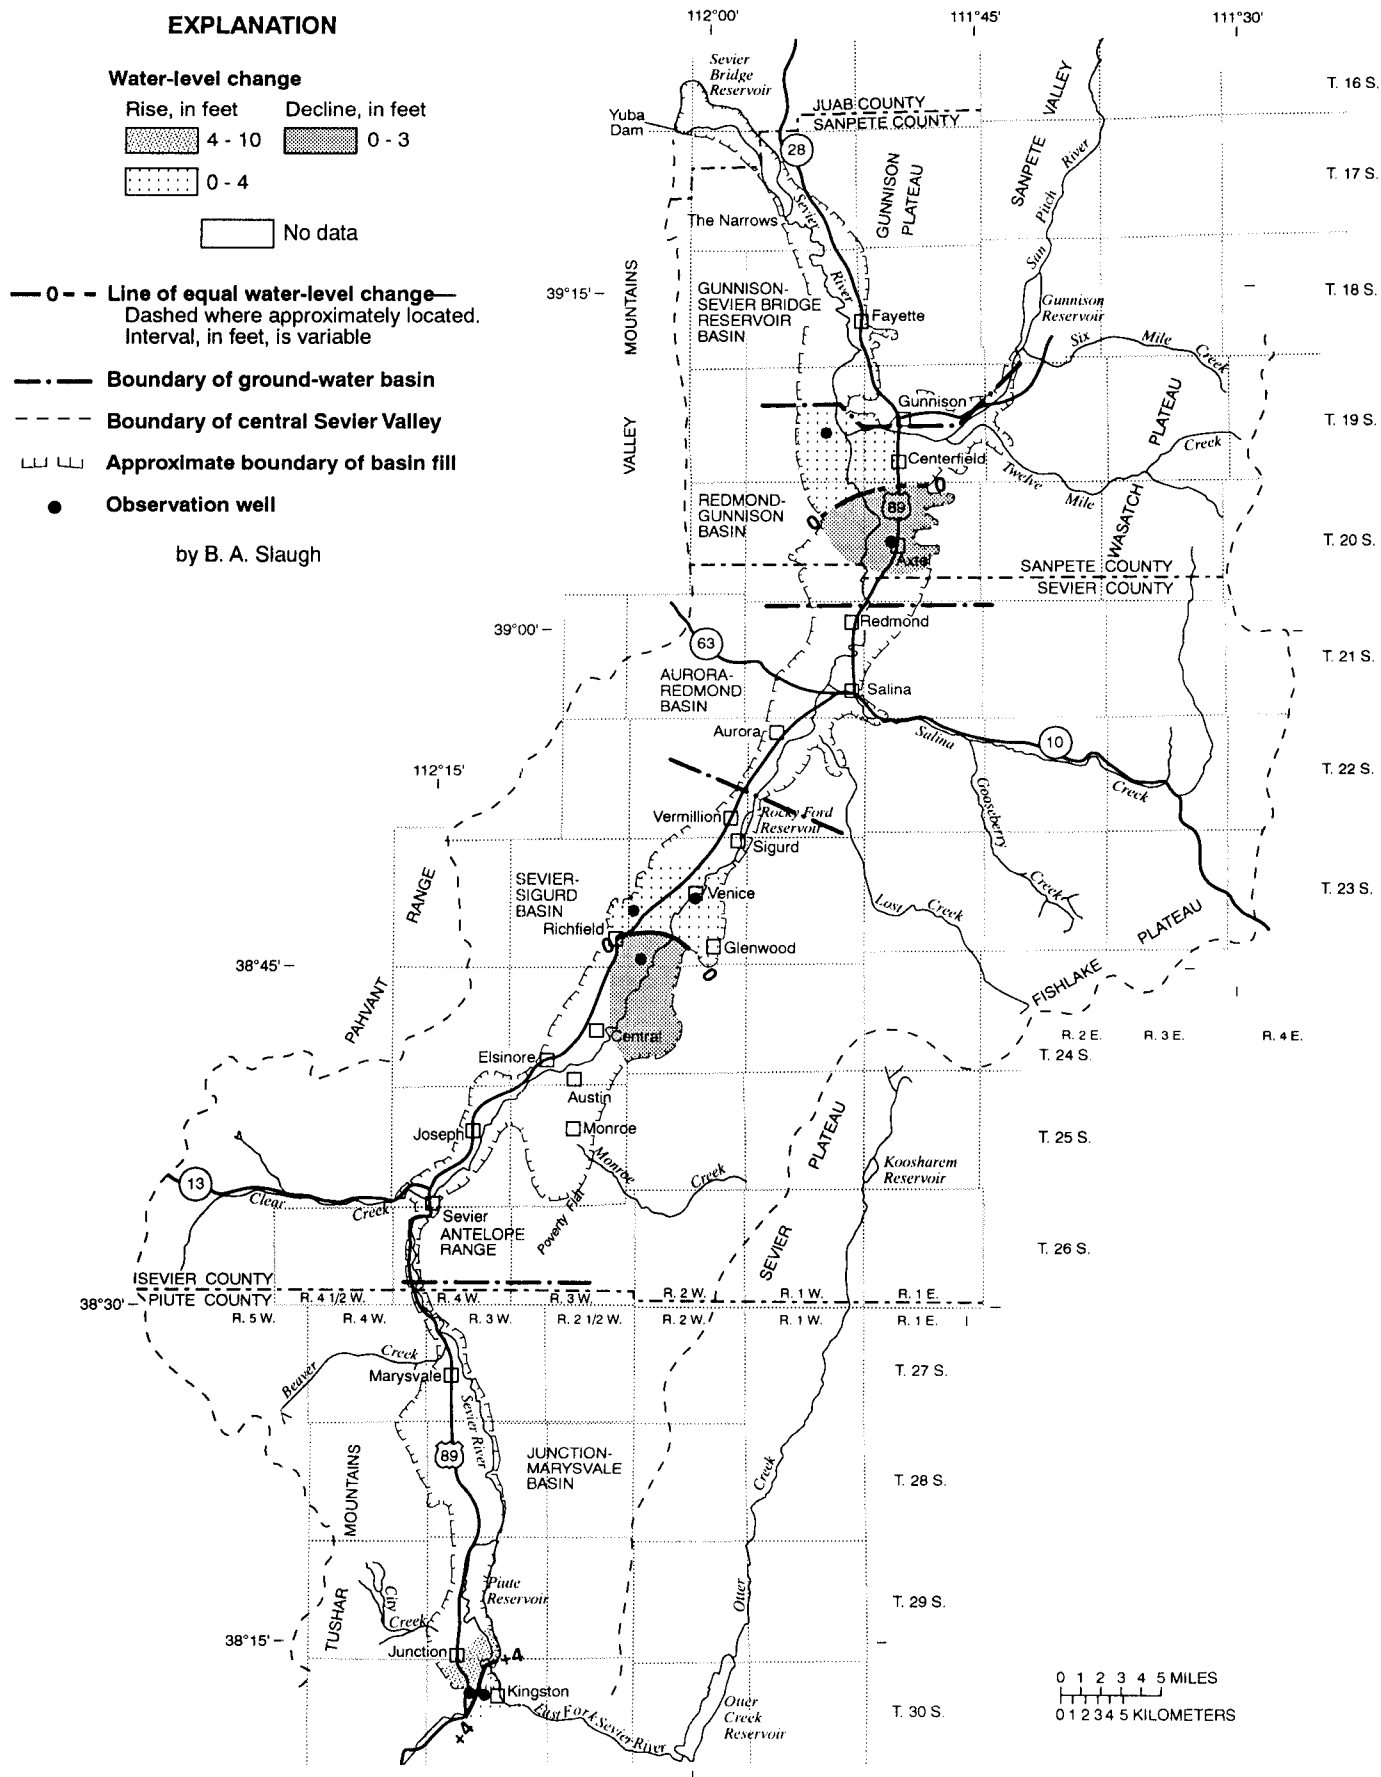 EXPLANATION
Water-level change
Rise, in feet
Decline, in feet
4 - 10
0 - 3
0 - 4
No data
0
Line of equal water-level change—
Dashed where approximately located.
Interval, in feet, is variable
Boundary of ground-water basin
Boundary of central Sevier Valley
Approximate boundary of basin fill
Observation well
by B. A. Slaugh
112°00'
111°45'
111°30'
Sevier
Bridge
Reservoir
Yuba
Dam
JUAB COUNTY
SANPETE COUNTY
28
T. 16 S.
T. 17 S.
SANPETE
VALLEY
San
Pitch
River
GUNNISON
PLATEAU
The Narrows
Sevier
River
39°15'
MOUNTAINS
VALLEY
GUNNISON-
SEVIER BRIDGE
RESERVOIR
BASIN
Fayette
Gunnison
Reservoir
T. 18 S.
Six
Mile
Creek
Gunnison
T. 19 S.
PLATEAU
WASATCH
Creek
Centerfield
Twelve
Mile
0
0
89
REDMOND-
GUNNISON
BASIN
Axtel
T. 20 S.
SANPETE COUNTY
SEVIER COUNTY
39°00'
63
Redmond
T. 21 S.
AURORA-
REDMOND
BASIN
Salina
Aurora
Salina
Creek
10
T. 22 S.
112°15'
Vermillion
Rocky Ford
Reservoir
Sigurd
Gooseberry
Creek
T. 23 S.
SEVIER-
SIGURD
BASIN
Venice
Lost
Creek
RANGE
PAHVANT
Richfield
0
0
Glenwood
PLATEAU
FISHLAKE
38°45'
R. 2 E.
R. 3 E.
R. 4 E.
T. 24 S.
Central
Elsinore
Austin
Joseph
Monroe
T. 25 S.
PLATEAU
SEVIER
Koosharem
Reservoir
Monroe
Creek
13
Clear
Creek
Sevier
ANTELOPE
RANGE
Poverty Flat
T. 26 S.
SEVIER COUNTY
PIUTE COUNTY
38°30'
R. 4 1/2 W.
R. 4 W.
R. 3 W.
R. 2 W.
R. 1 W.
R. 1 E.
R. 5 W.
R. 4 W.
R. 3 W.
R. 2 1/2 W.
R. 2 W.
R. 1 W.
R. 1 E.
Beaver
Creek
Marysvale
T. 27 S.
Sevier River
89
JUNCTION-
MARYSVALE
BASIN
Creek
Otter
T. 28 S.
MOUNTAINS
TUSHAR
City
Creek
Piute
Reservoir
T. 29 S.
38°15'
Junction
+4
Kingston
+4
East Fork Sevier River
Otter
Creek
Reservoir
T. 30 S.
0 1 2 3 4 5 MILES
0 1 2 3 4 5 KILOMETERS